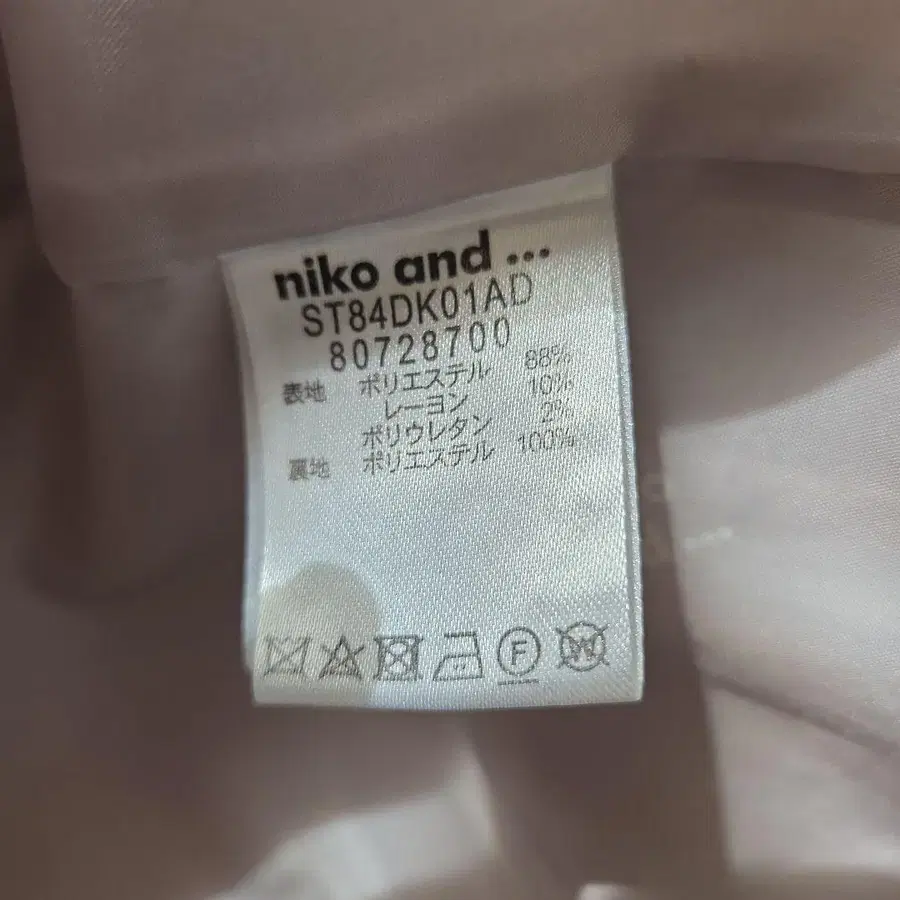 niko and ...
ST84DK01AD
80728700
表地 ポリエステル 88%
レーヨン 10%
ポリウレタン 2%
裏地 ポリエステル 100%
F W